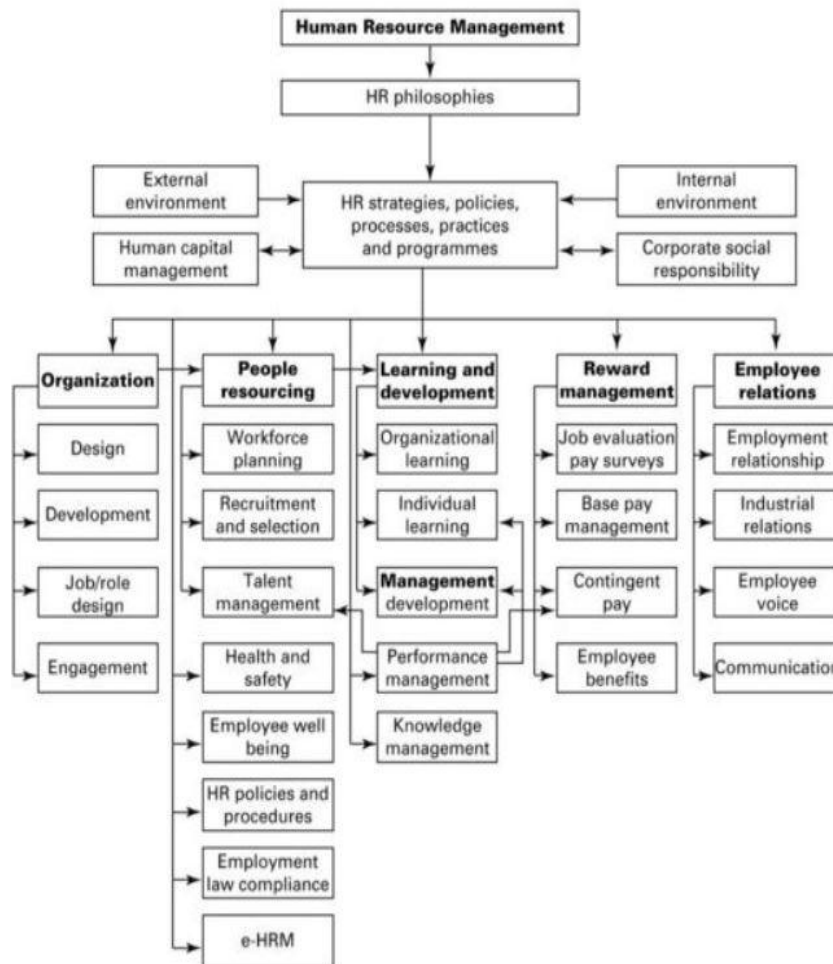 Human Resource Management
HR philosophies
External
environment
HR strategies, policies,
processes, practices
and programmes
Internal
environment
Human capital
management
Corporate social
responsibility
Organization
People
resourcing
Learning and
development
Reward
management
Employee
relations
Design
Workforce
planning
Organizational
learning
Job evaluation
pay surveys
Employment
relationship
Development
Recruitment
and selection
Individual
learning
Base pay
management
Industrial
relations
Job/role
design
Talent
management
Management
development
Contingent
pay
Employee
voice
Engagement
Health and
safety
Performance
management
Employee
benefits
Communication
Employee well
being
Knowledge
management
HR policies and
procedures
Employment
law compliance
e-HRM